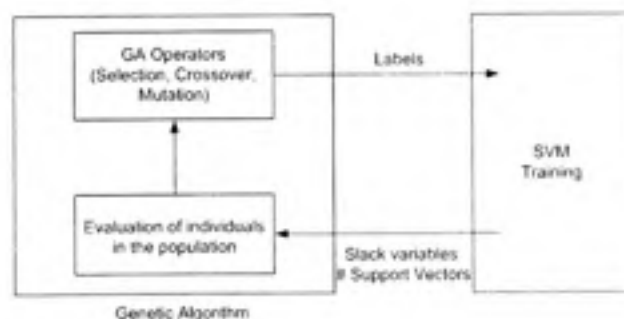 GA Operators
(Selection, Crossover,
Mutation)
Labels
SVM
Training
Evaluation of individuals
in the population
Slack variables
# Support Vectors
Genetic Algorithm